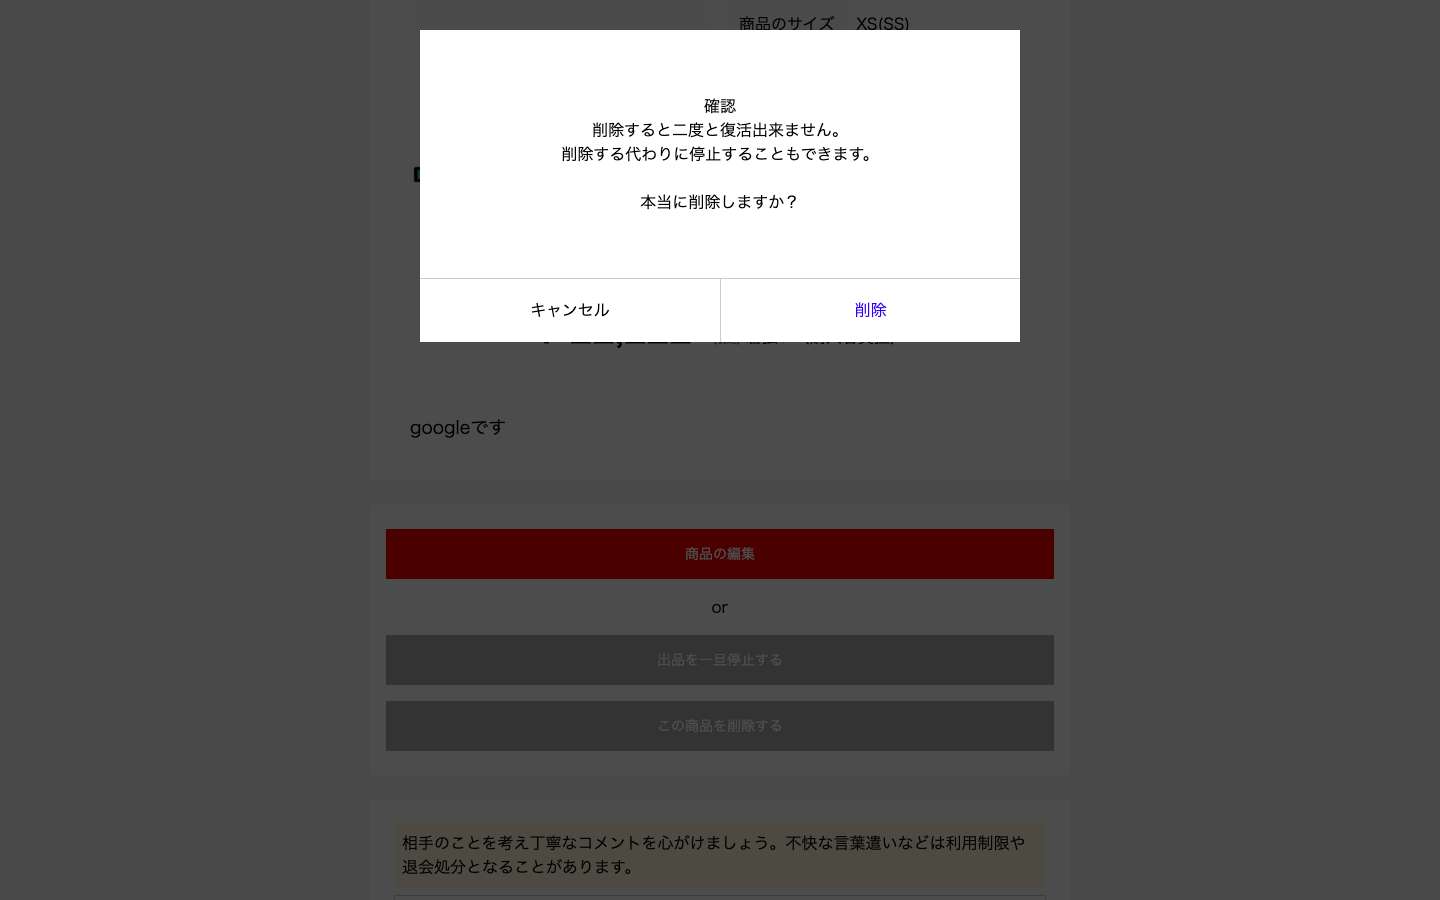 商品のサイズ XS(SS)
確認
削除すると二度と復活出来ません。
削除する代わりに停止することもできます。
本当に削除しますか？
キャンセル
削除
googleです
商品の編集
or
出品を一旦停止する
この商品を削除する
相手のことを考え丁寧なコメントを心がけましょう。不快な言葉遣いなどは利用制限や
退会処分となることがあります。